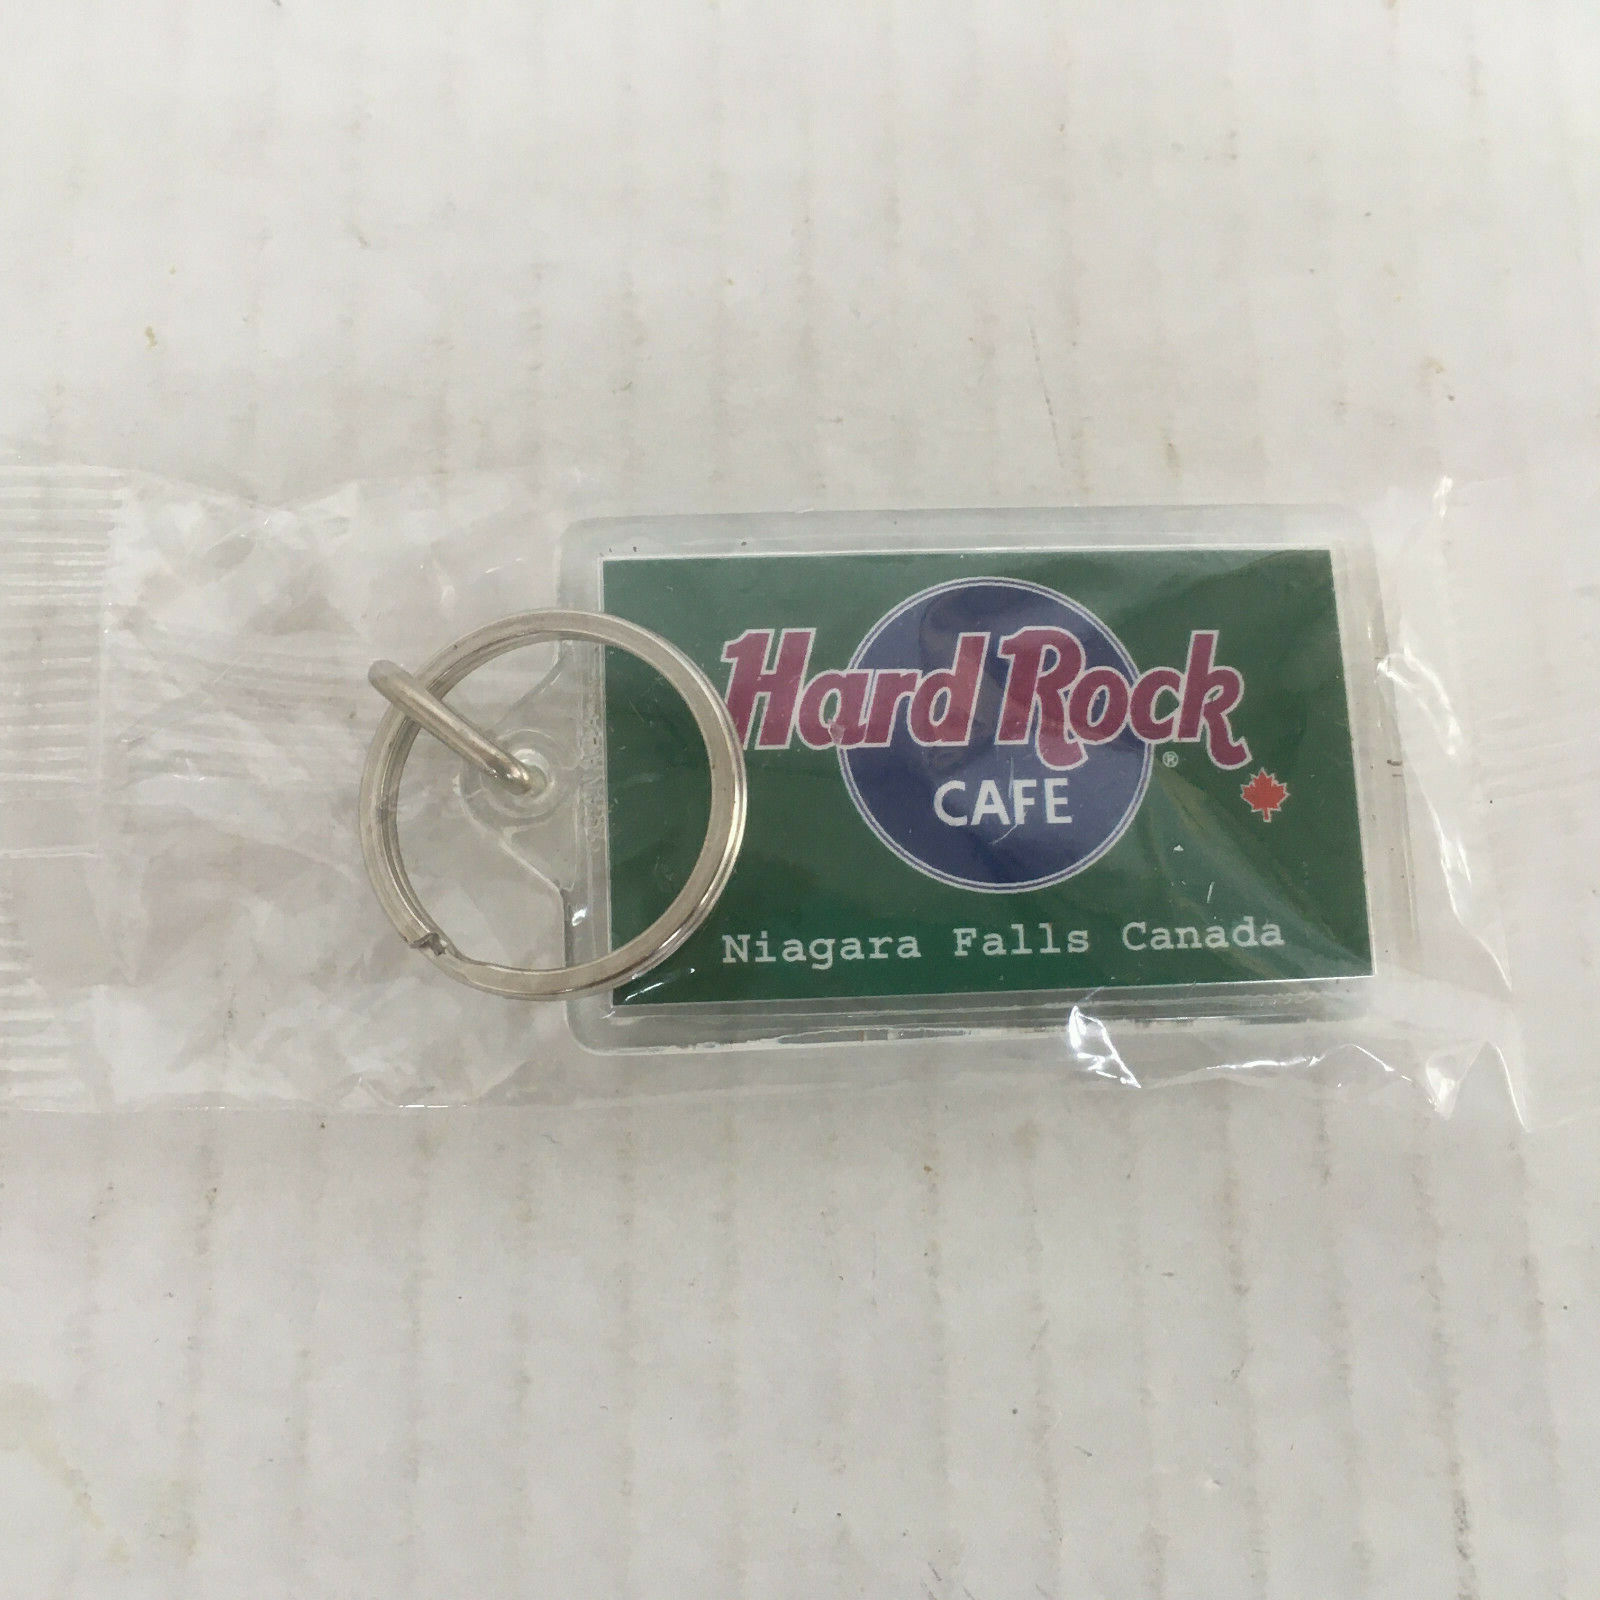 Hard Rock
®
CAFE
Niagara Falls Canada